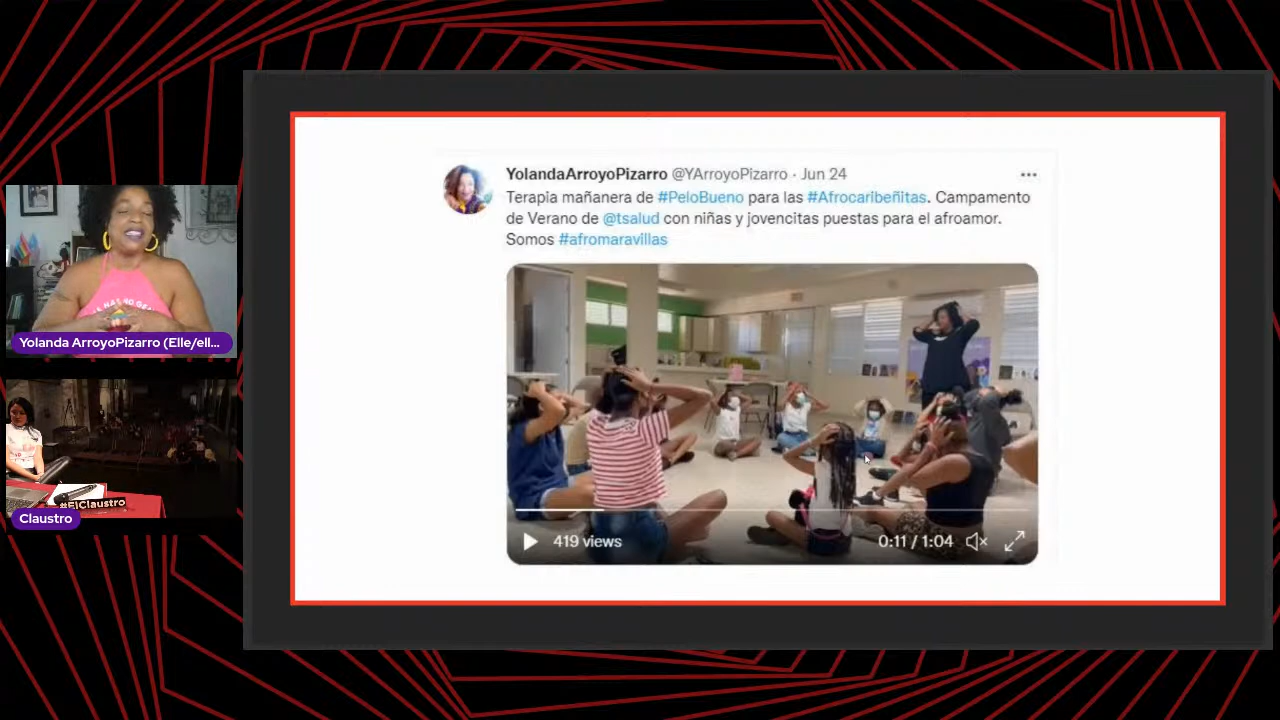 YolandaArroyoPizarro @YArroyoPizarro · Jun 24
Terapia mañanera de #PeloBueno para las #Afrocaribeñitas. Campamento
de Verano de @tsalud con niñas y jovencitas puestas para el afroamor.
Somos #afromaravillas
419 views
0:11 / 1:04
Yolanda ArroyoPizarro (Elle/ell...
#ElClaustro
Claustro